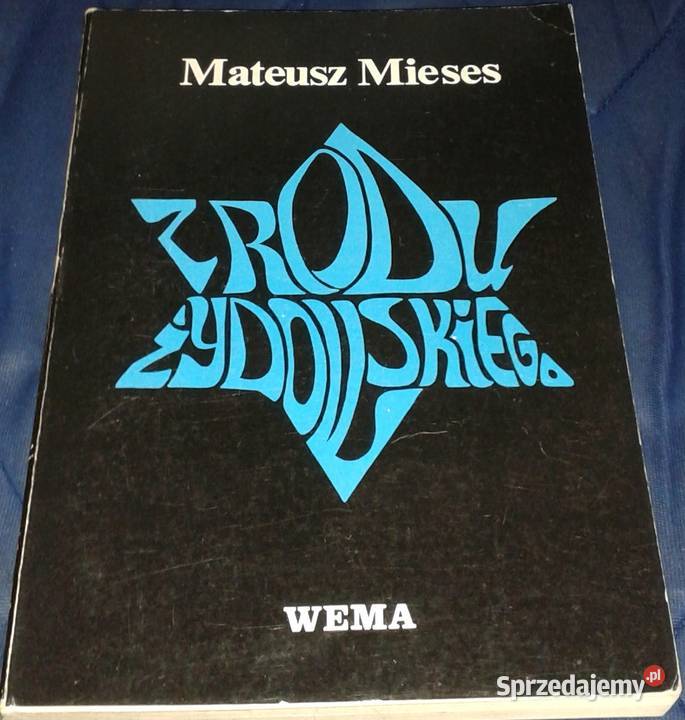 Mateusz Mieses
Z RODU
ŻYDOWSKIEGO
WEMA
Sprzedajemy.pl